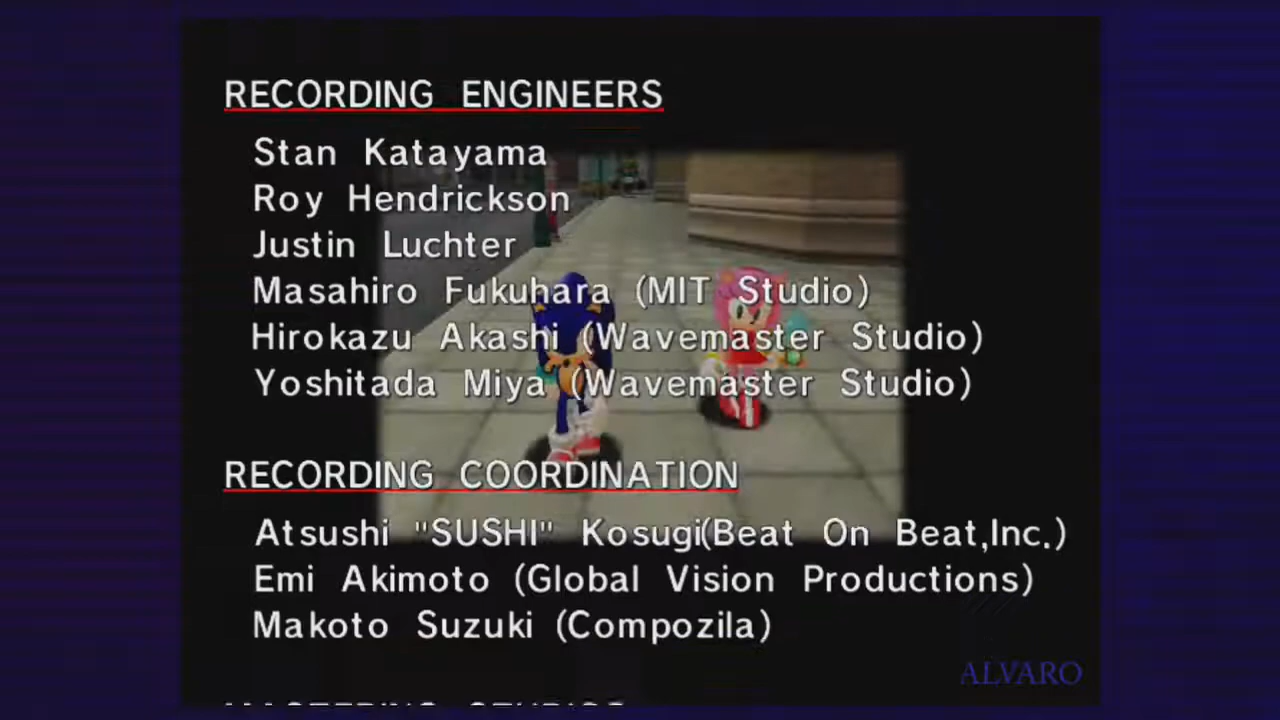 RECORDING ENGINEERS
Stan Katayama
Roy Hendrickson
Justin Luchter
Masahiro Fukuhara (MIT Studio)
Hirokazu Akashi (Wavemaster Studio)
Yoshitada Miya (Wavemaster Studio)
RECORDING COORDINATION
Atsushi "SUSHI" Kosugi(Beat On Beat,Inc.)
Emi Akimoto (Global Vision Productions)
Makoto Suzuki (Compozila)
ALVARO